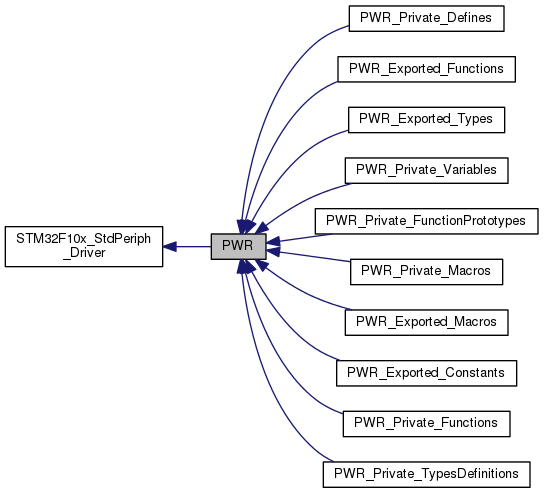 PWR_Private_Defines
PWR_Exported_Functions
PWR_Exported_Types
PWR_Private_Variables
PWR_Private_FunctionPrototypes
STM32F10x_StdPeriph
_Driver
PWR
PWR_Private_Macros
PWR_Exported_Macros
PWR_Exported_Constants
PWR_Private_Functions
PWR_Private_TypesDefinitions